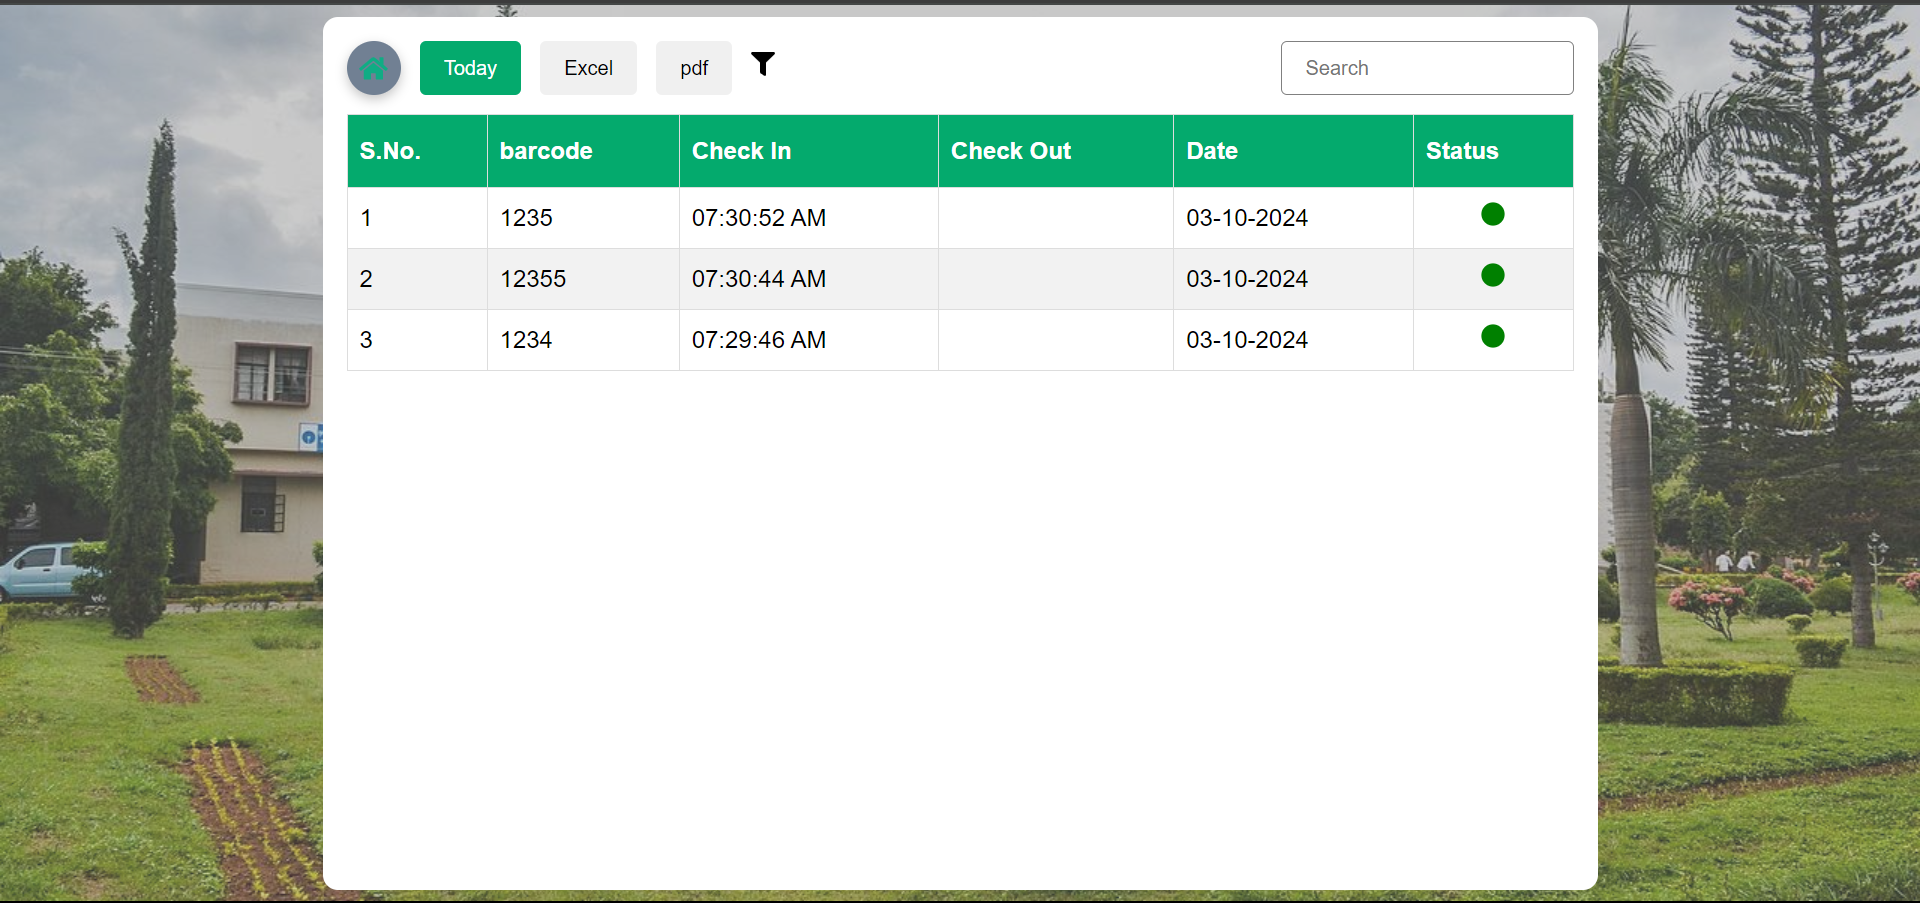 Today Excel pdf Search
S.No. barcode Check In Check Out Date Status
1 1235 07:30:52 AM 03-10-2024
2 12355 07:30:44 AM 03-10-2024
3 1234 07:29:46 AM 03-10-2024